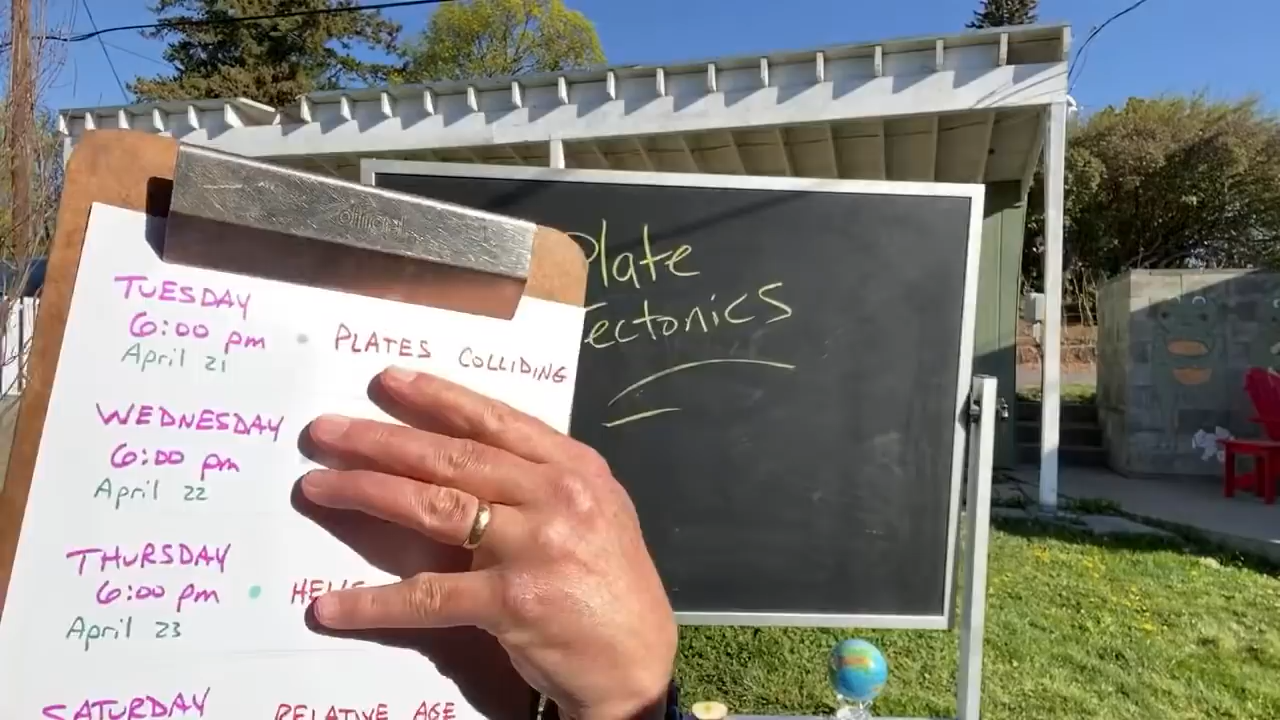 TUESDAY
6:00 pm • PLATES COLLIDING
April 21
WEDNESDAY
6:00 pm
April 22
THURSDAY
6:00 pm •
April 23
SATURDAY RELATIVE AGE
Plate
Tectonics